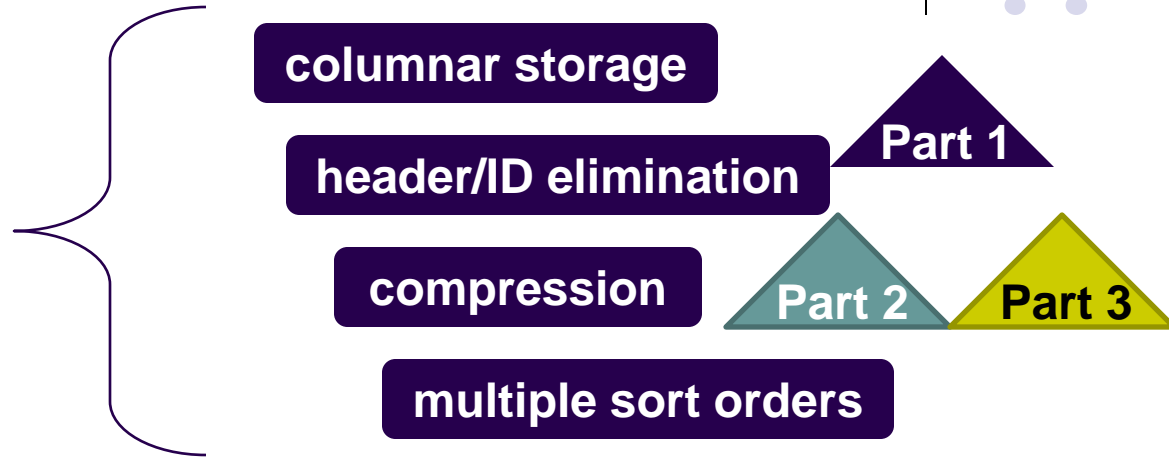 columnar storage
Part 1
header/ID elimination
compression
Part 2
Part 3
multiple sort orders